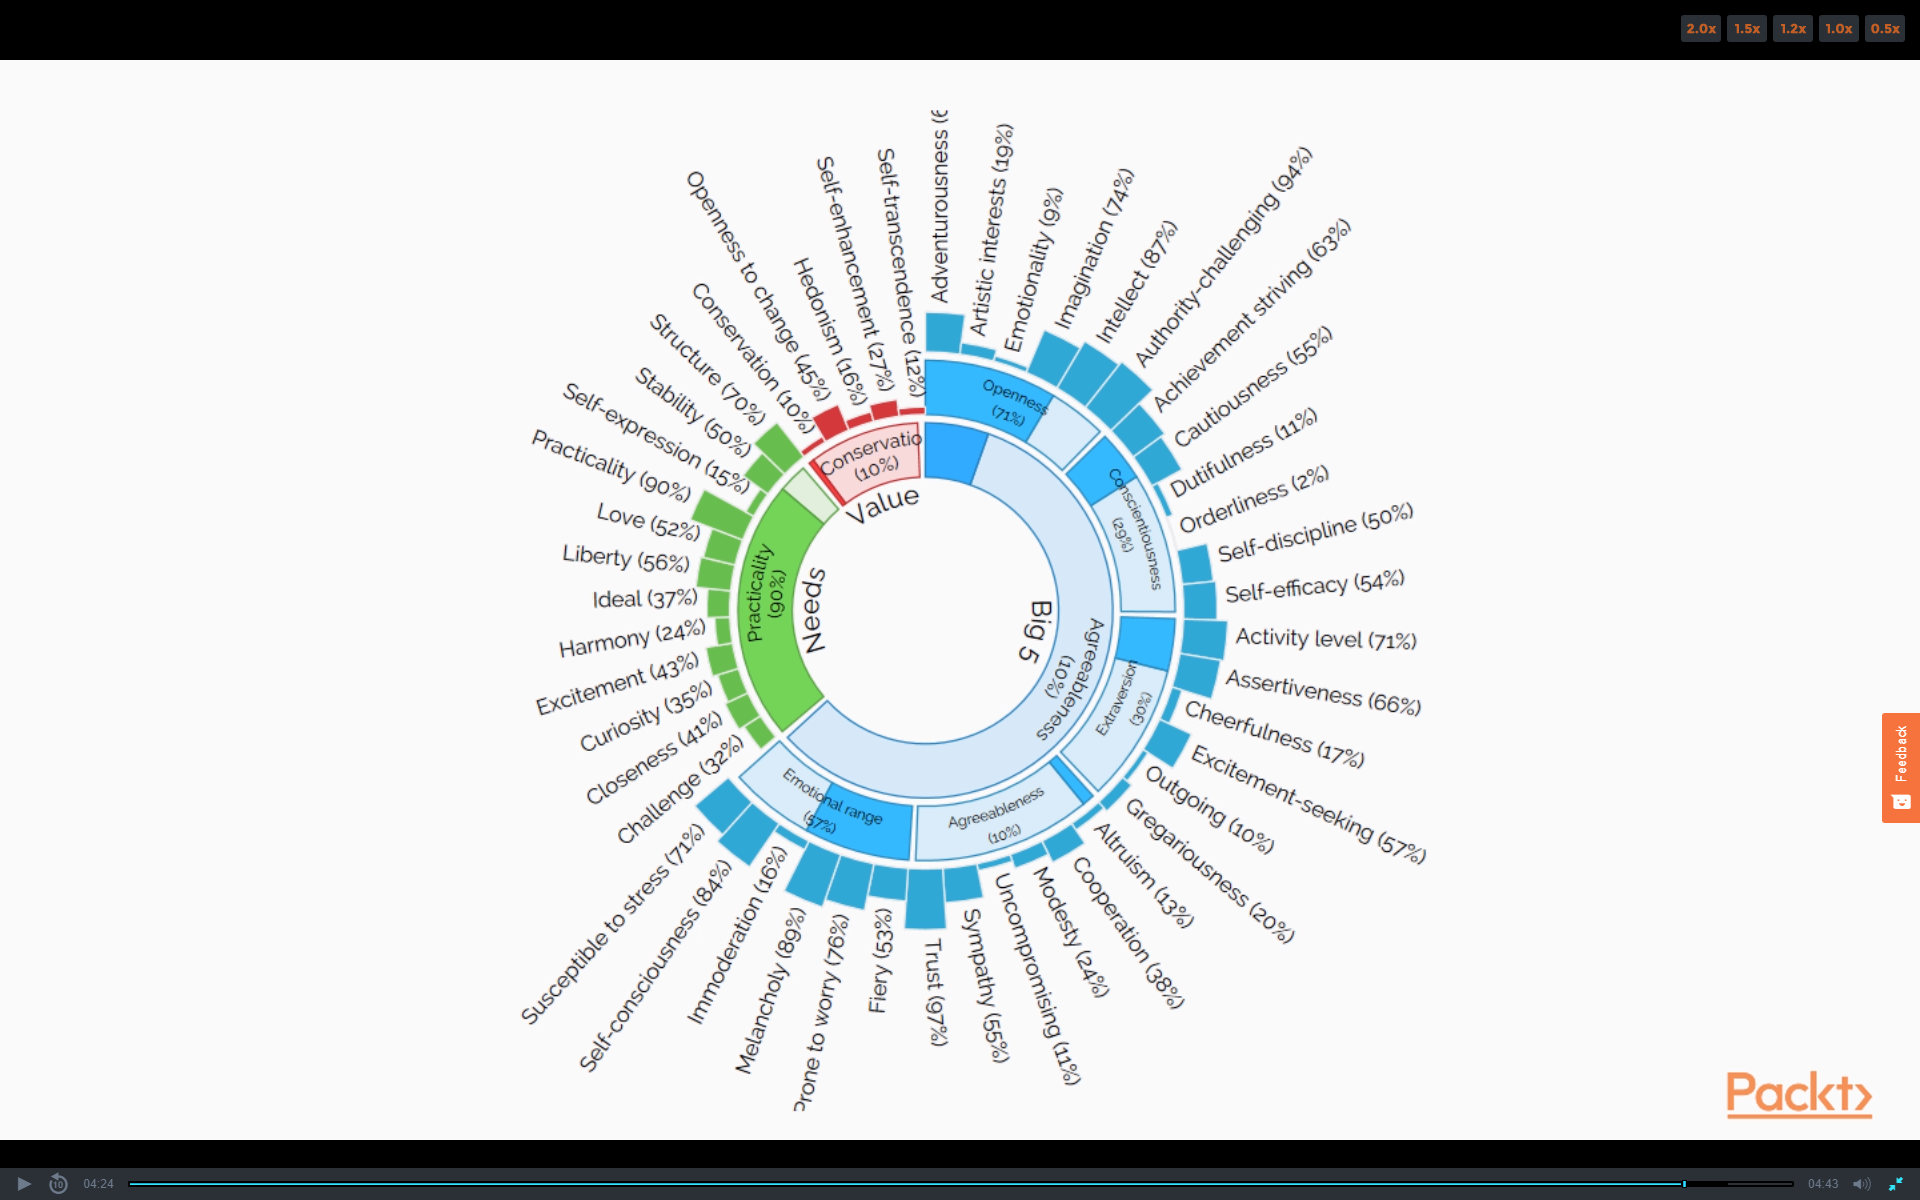 2.0x
1.5x
1.2x
1.0x
0.5x
Adventurousness (
Artistic interests (19%)
Emotionality (9%)
Imagination (74%)
Intellect (87%)
Authority-challenging (94%)
Achievement striving (63%)
Cautiousness (55%)
Dutifulness (11%)
Orderliness (2%)
Self-discipline (50%)
Self-efficacy (54%)
Activity level (71%)
Assertiveness (66%)
Cheerfulness (17%)
Excitement-seeking (57%)
Outgoing (10%)
Gregariousness (20%)
Altruism (13%)
Cooperation (38%)
Modesty (24%)
Uncompromising (11%)
Sympathy (55%)
Trust (97%)
Fiery (53%)
Prone to worry (76%)
Melancholy (89%)
Immoderation (16%)
Self-consciousness (84%)
Susceptible to stress (71%)
Challenge (32%)
Closeness (41%)
Curiosity (35%)
Excitement (43%)
Harmony (24%)
Ideal (37%)
Liberty (56%)
Love (52%)
Practicality (90%)
Self-expression (15%)
Stability (50%)
Structure (70%)
Conservation (10%)
Openness to change (45%)
Hedonism (16%)
Self-enhancement (27%)
Self-transcendence (12%)
Openness
(71%)
Conscientiousness
(29%)
Extraversion
(30%)
Agreeableness
(10%)
Emotional range
(57%)
Practicality
(90%)
Conservatio
(10%)
Agreeableness
(10%)
Value
Needs
Big 5
Feedback
Packt
10
04:24
04:43